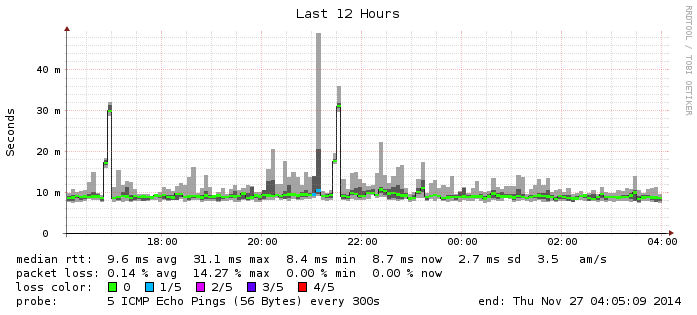 Last 12 Hours
RRDTOOL / TOBI OETIKER
Seconds
40 m
30 m
20 m
10 m
0
18:00 20:00 22:00 00:00 02:00 04:00
median rtt: 9.6 ms avg 31.1 ms max 8.4 ms min 8.7 ms now 2.7 ms sd 3.5 am/s
packet loss: 0.14 % avg 14.27 % max 0.00 % min 0.00 % now
loss color: 0 1/5 2/5 3/5 4/5
probe: 5 ICMP Echo Pings (56 Bytes) every 300s end: Thu Nov 27 04:05:09 2014